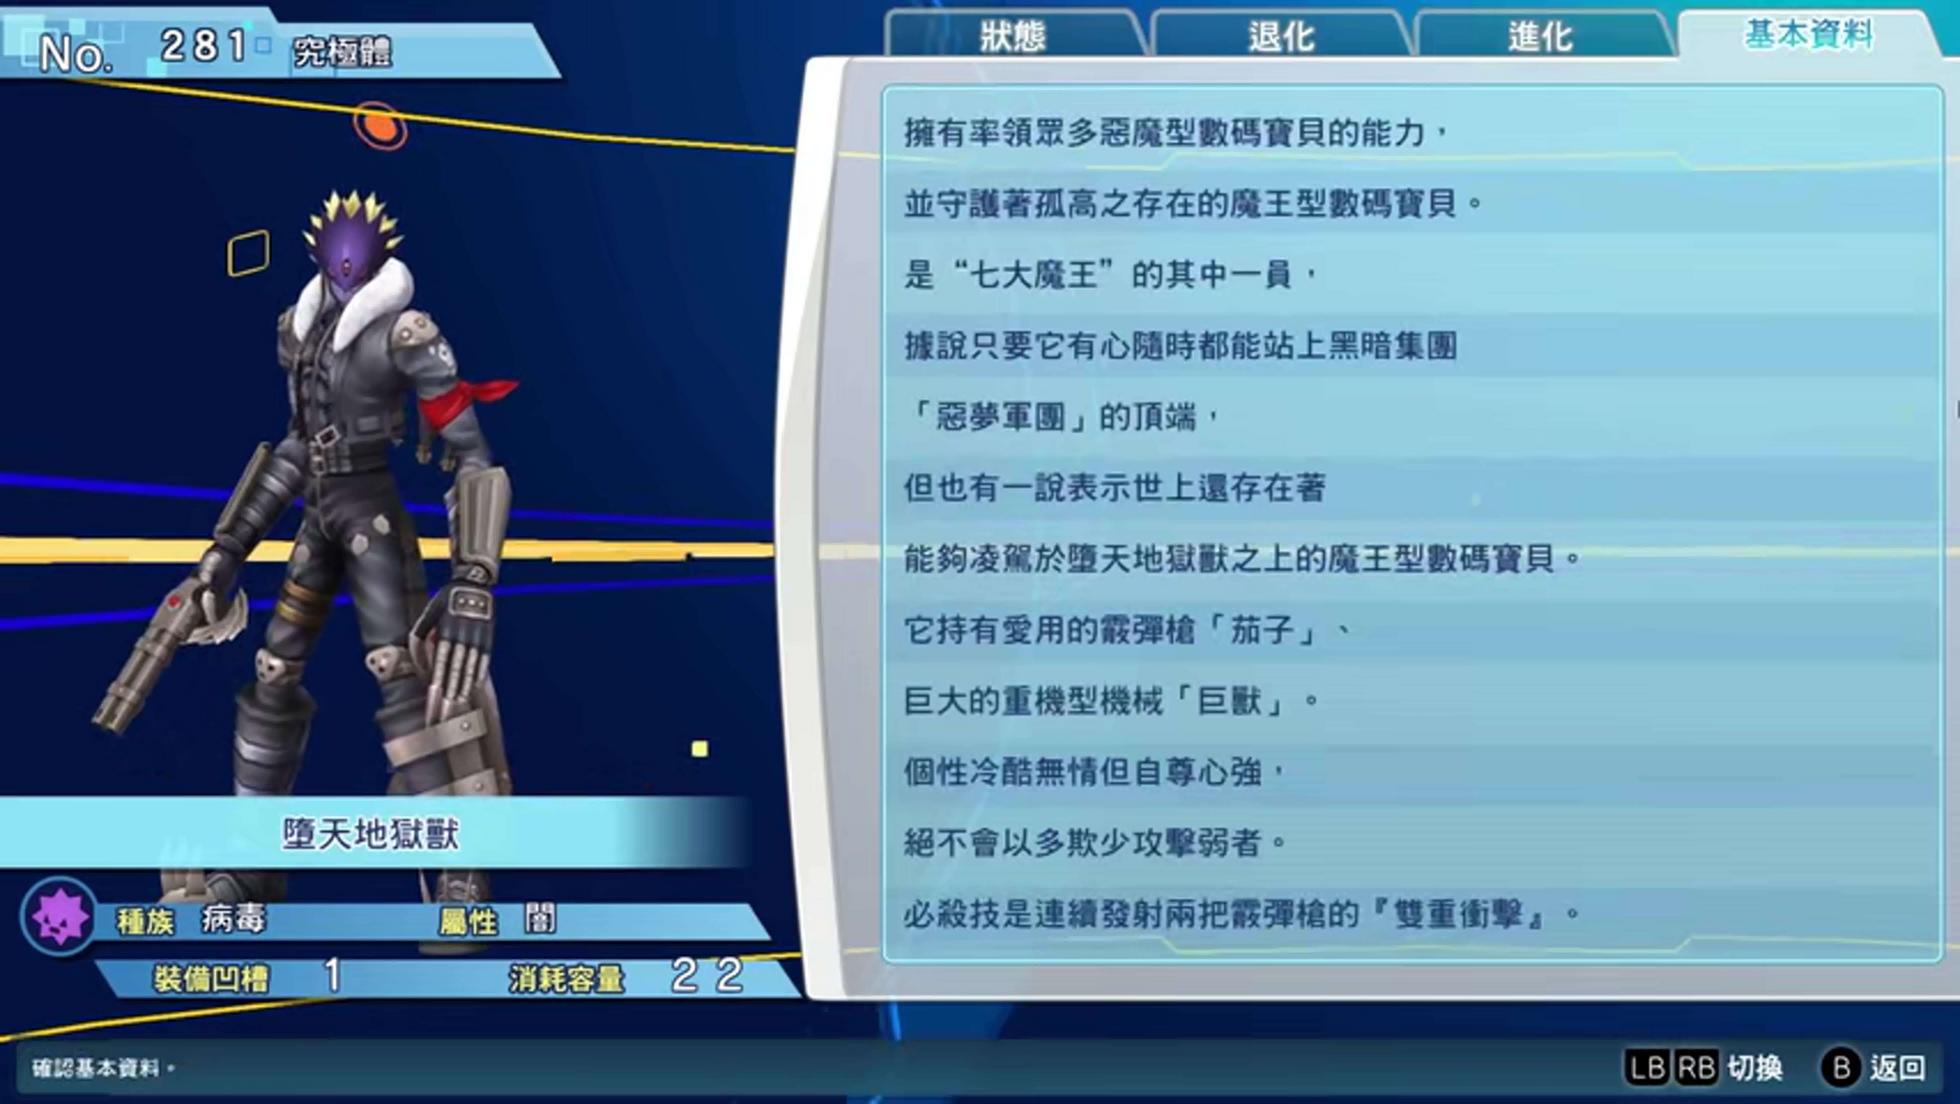 No. 281 究極體
狀態 退化 進化 基本資料
擁有率領眾多惡魔型數碼寶貝的能力，
並守護著孤高之存在的魔王型數碼寶貝。
是“七大魔王”的其中一員，
據說只要它有心隨時都能站上黑暗集團
「惡夢軍團」的頂端，
但也有一說表示世上還存在著
能夠凌駕於墮天地獄獸之上的魔王型數碼寶貝。
它持有愛用的霰彈槍「茄子」、
巨大的重機型機械「巨獸」。
個性冷酷無情但自尊心強，
絕不會以多欺少攻擊弱者。
必殺技是連續發射兩把霰彈槍的『雙重衝擊』。
墮天地獄獸
種族 病毒 屬性 闇
裝備凹槽 1 消耗容量 22
確認基本資料。
LB RB 切換 B 返回